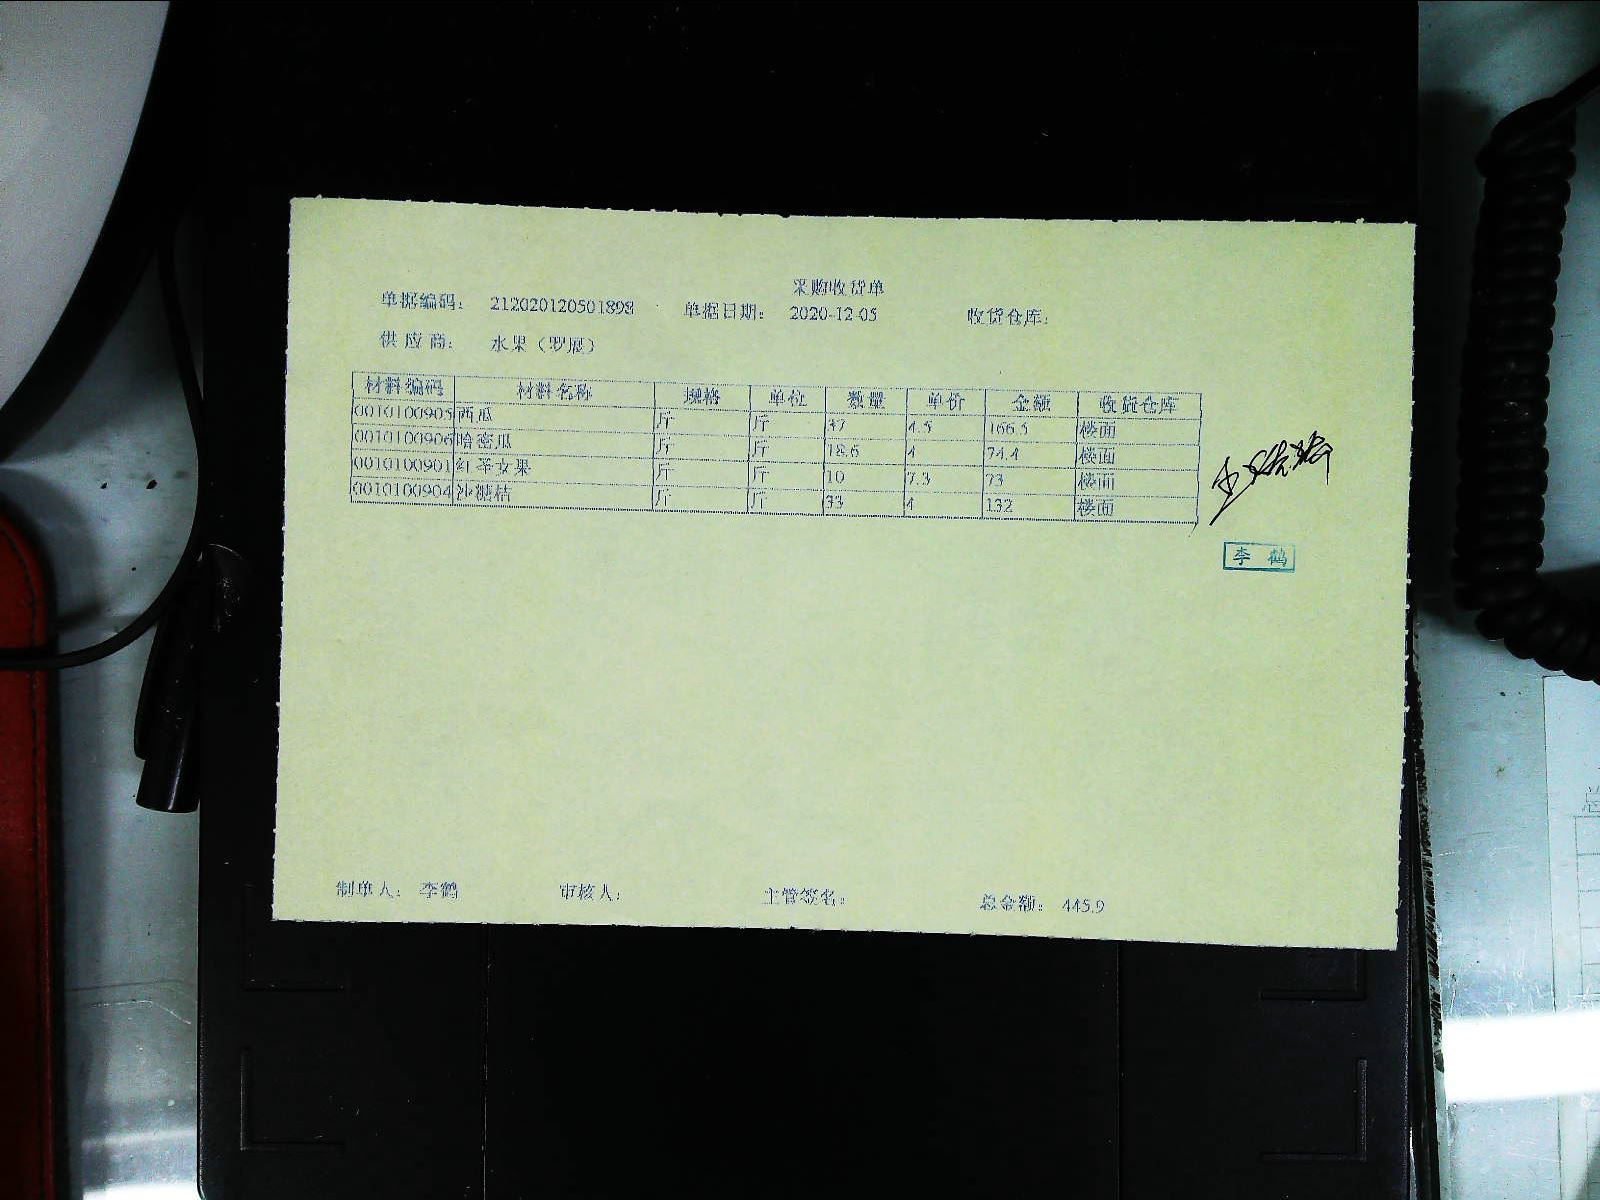 采购收货单
单据编码: 212020120501898 单据日期: 2020-12-05 收货仓库:
供应商: 水果（罗展）
材料编码 材料名称 规格 单位 数量 单价 金额 收货仓库
0010100905 西瓜 斤 斤 37 4.5 166.5 楼面
0010100906 哈密瓜 斤 斤 18.6 4 74.4 楼面
0010100901 红圣女果 斤 斤 10 7.3 73 楼面
0010100904 沙糖桔 斤 斤 33 4 132 楼面
李鹤
制单人: 李鹤 审核人: 主管签名: 总金额: 445.9